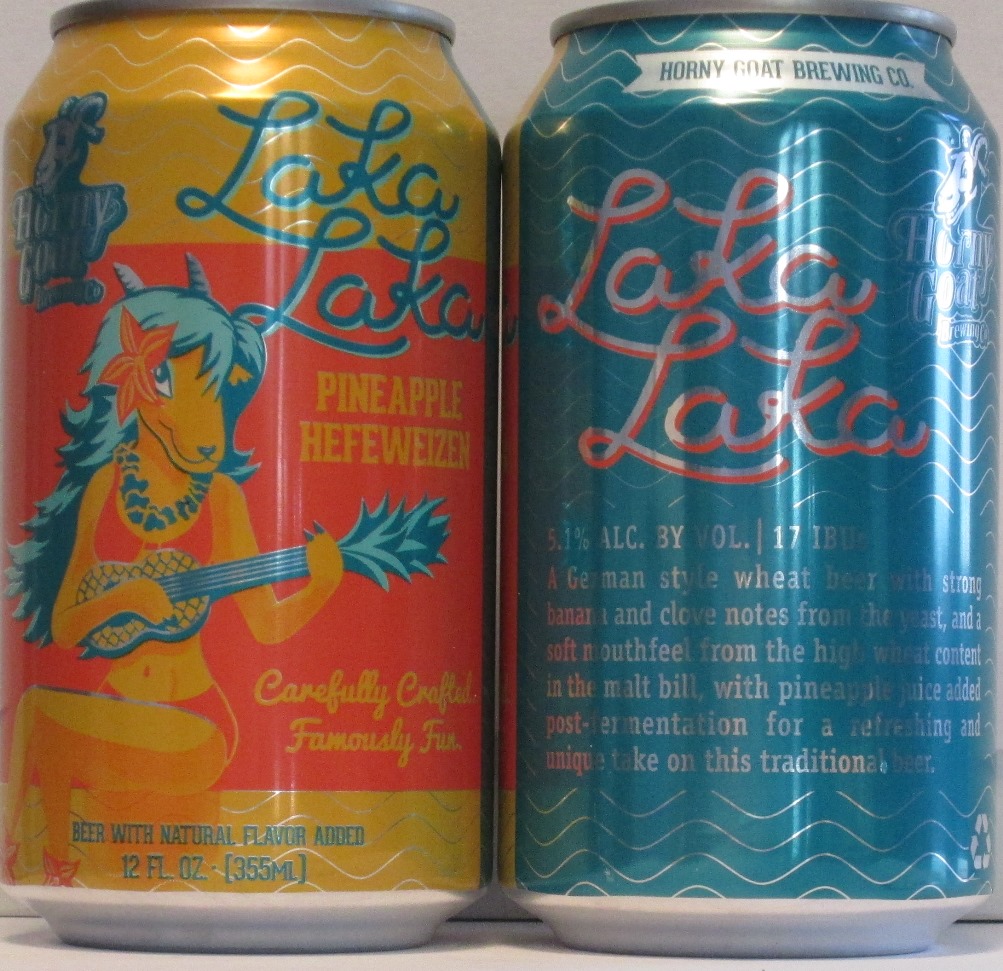 Horny
Goat
Brewing Co
Laka
Laka
PINEAPPLE
HEFEWEIZEN
Carefully Crafted.
Famously Fun.
BEER WITH NATURAL FLAVOR ADDED
12 FL. OZ. · [355ML]
HORNY GOAT BREWING CO.
Laka
Laka
Horny
Goat
Brewing Co
5.1% ALC. BY VOL. | 17 IBUs
A German style wheat beer with strong
banana and clove notes from the yeast, and a
soft mouthfeel from the high wheat content
in the malt bill, with pineapple juice added
post-fermentation for a refreshing and
unique take on this traditional beer.